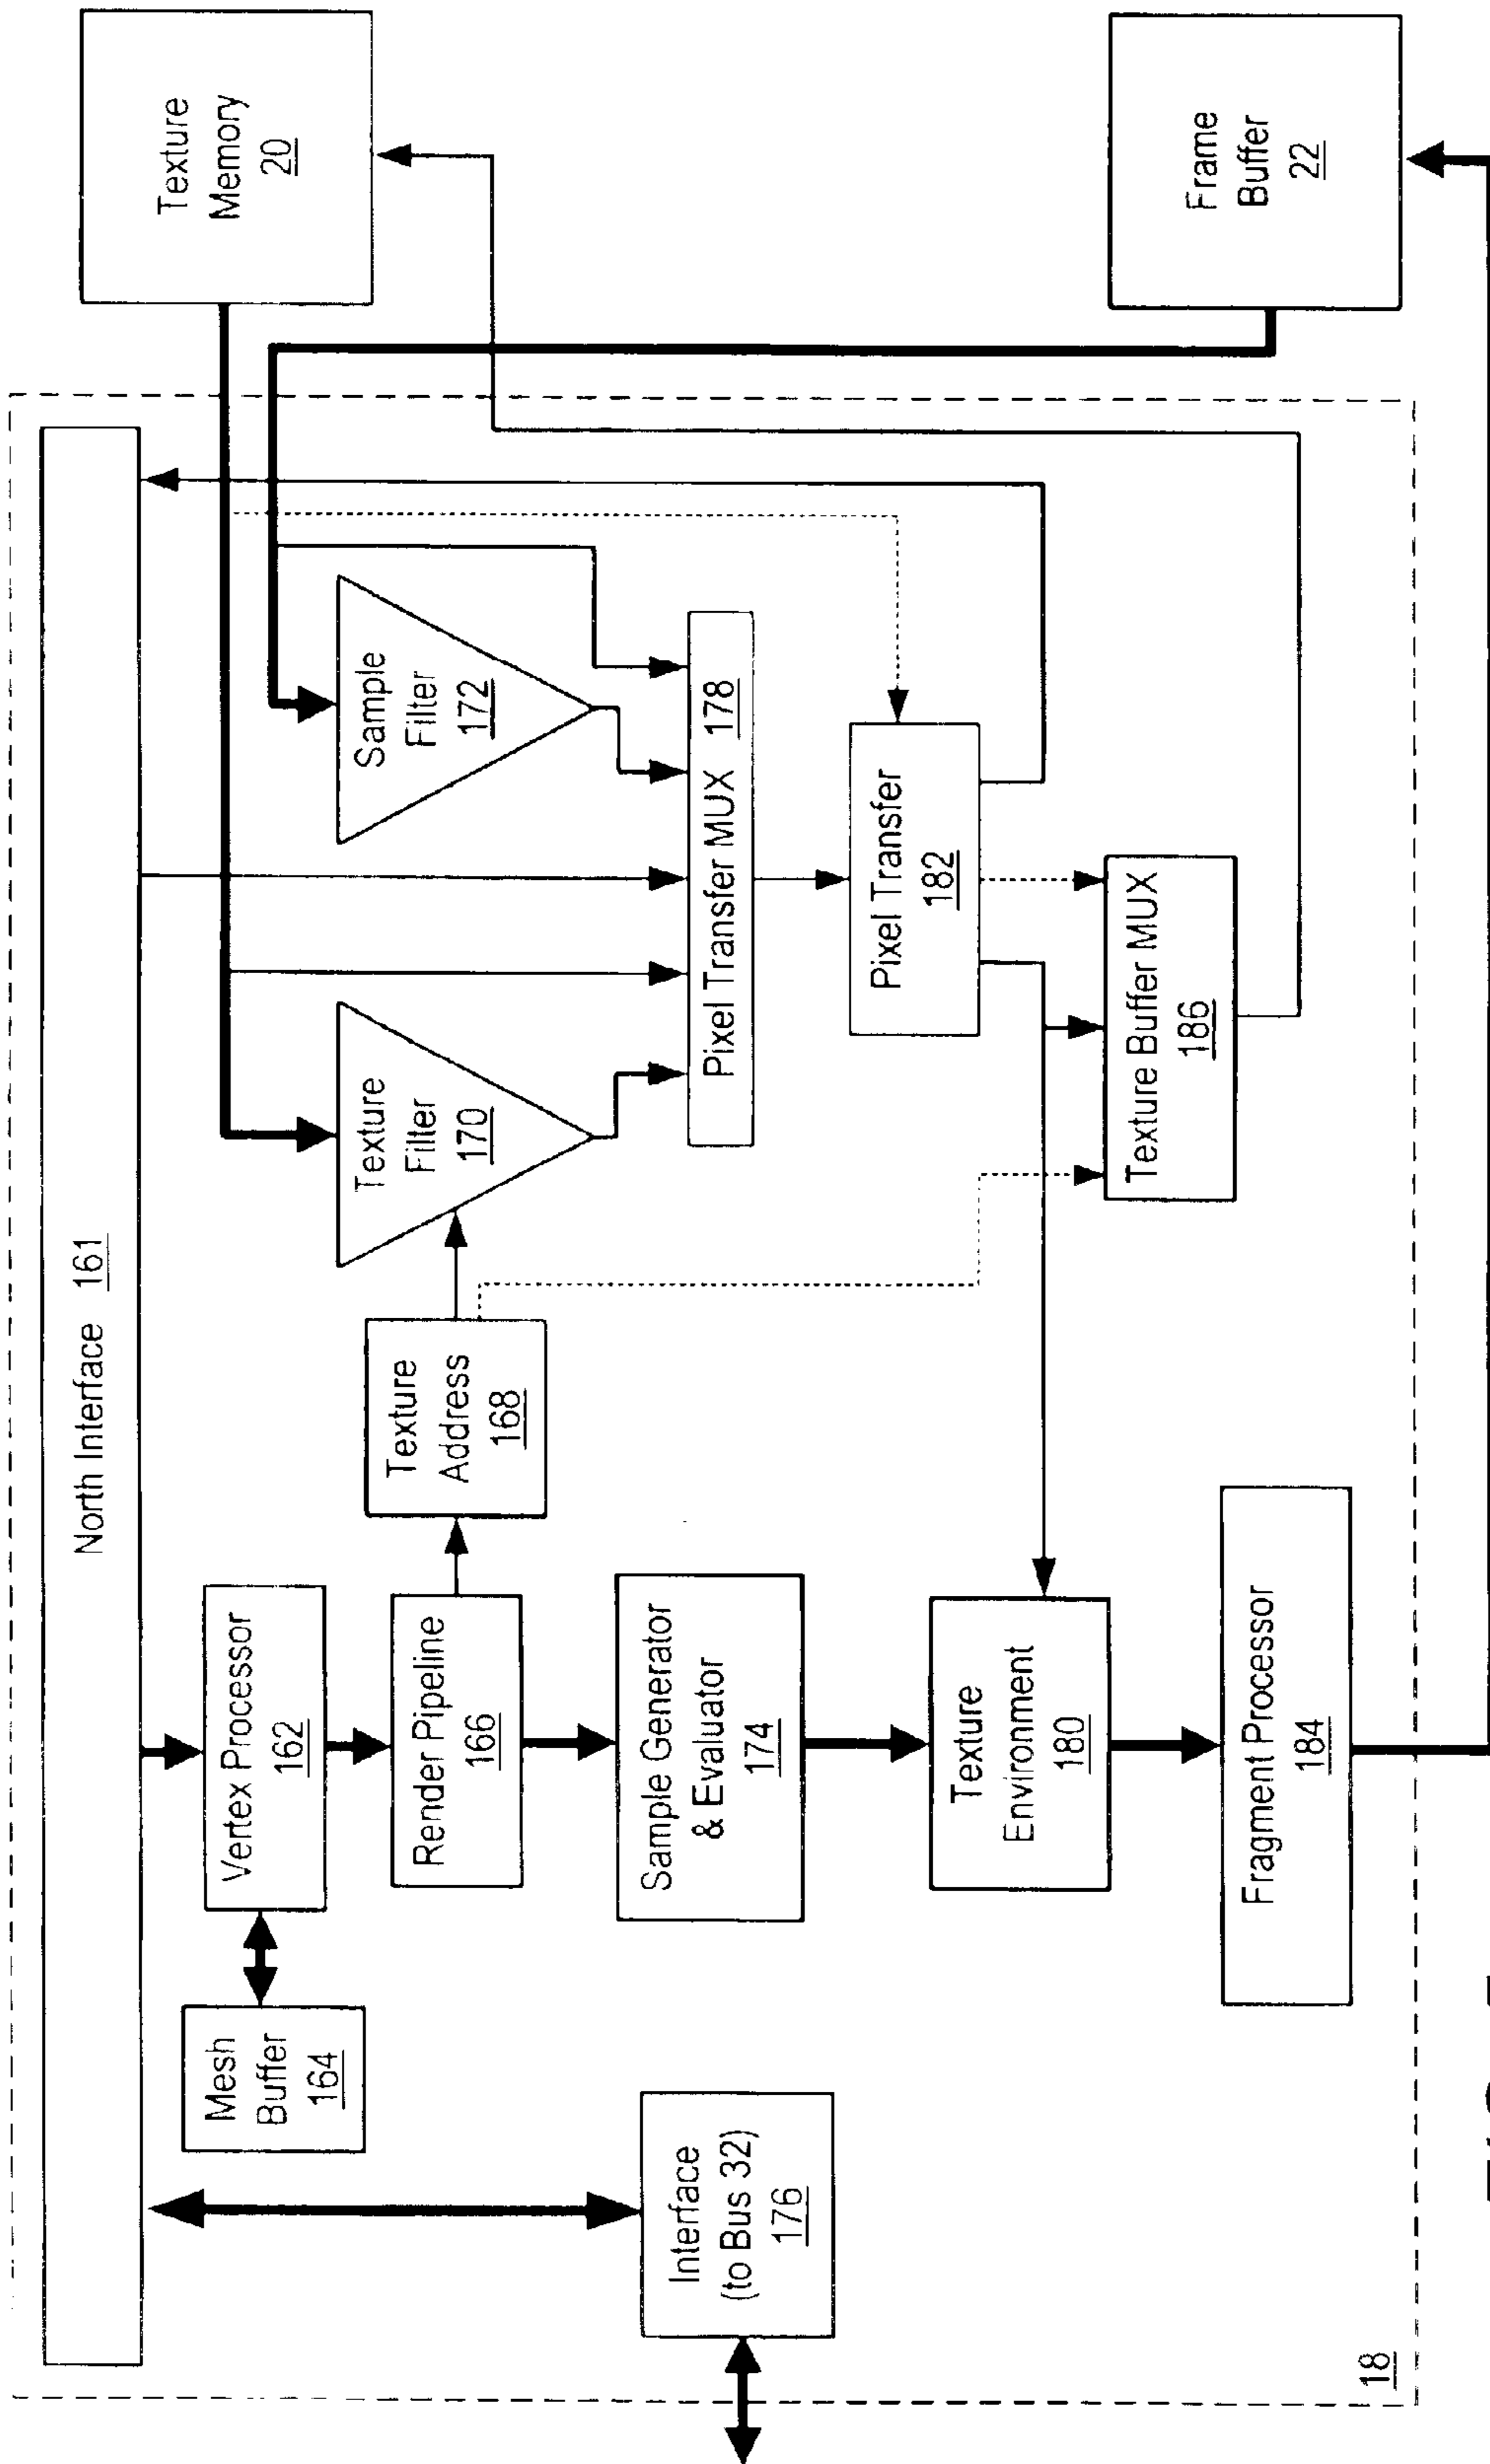 North Interface 161
Mesh
Buffer
164
Vertex Processor
162
Texture
Memory
20
Interface
(to Bus 32)
176
Render Pipeline
166
Texture
Address
168
Texture
Filter
170
Sample
Filter
172
Sample Generator
& Evaluator
174
Pixel Transfer MUX 178
Texture
Environment
180
Pixel Transfer
182
Fragment Processor
184
Texture Buffer MUX
186
Frame
Buffer
22
18